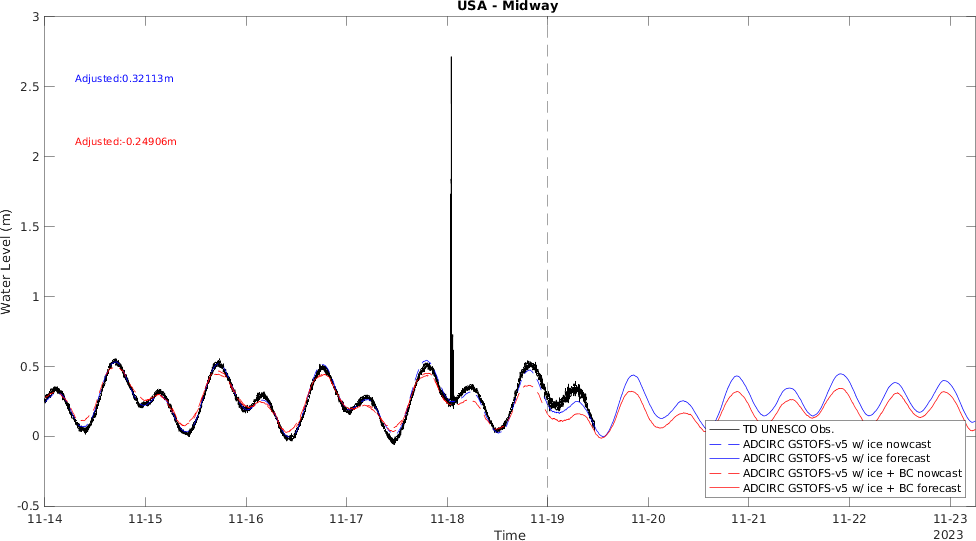 USA - Midway
Adjusted:0.32113m
Adjusted:-0.24906m
Water Level (m)
3
2.5
2
1.5
1
0.5
0
-0.5
TD UNESCO Obs.
ADCIRC GSTOFS-v5 w/ ice nowcast
ADCIRC GSTOFS-v5 w/ ice forecast
ADCIRC GSTOFS-v5 w/ ice + BC nowcast
ADCIRC GSTOFS-v5 w/ ice + BC forecast
11-14 11-15 11-16 11-17 11-18 11-19 11-20 11-21 11-22 11-23
Time
2023